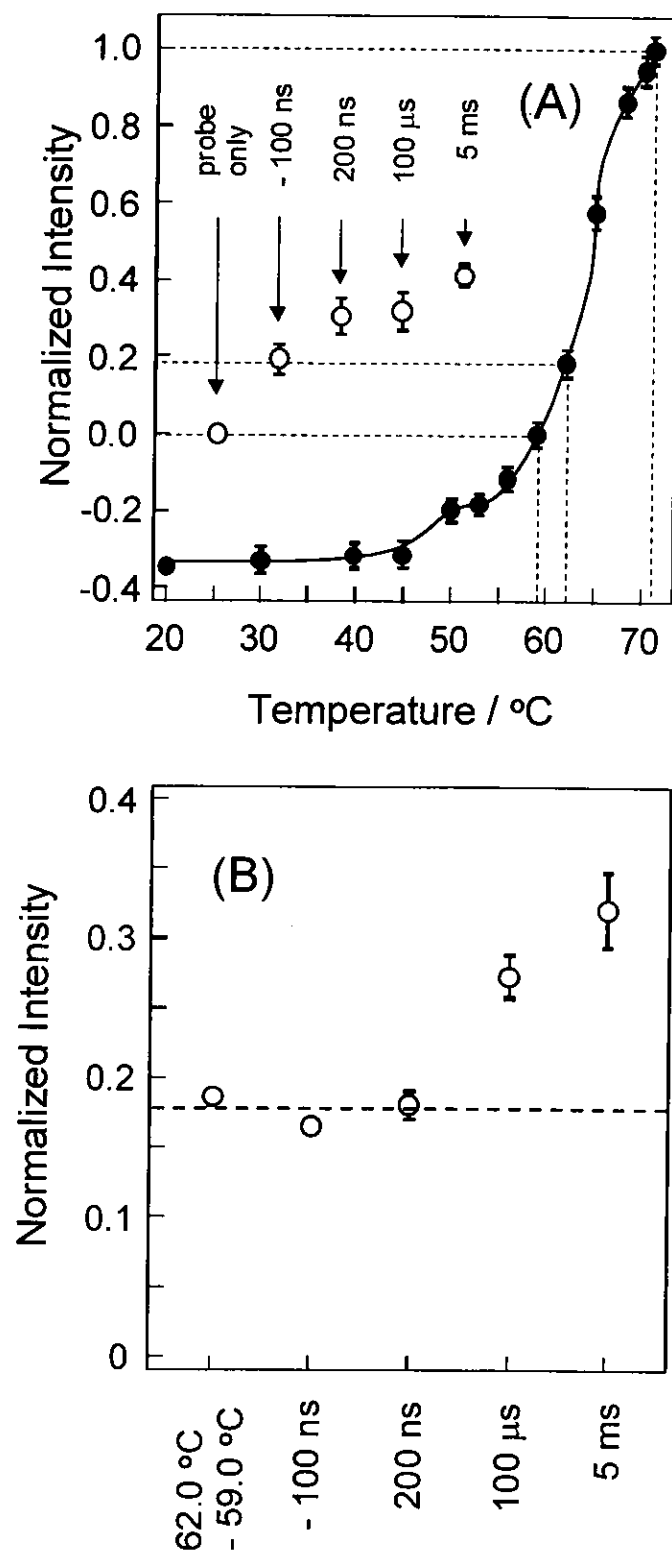 1.0
0.8
0.6
0.4
0.2
0.0
-0.2
-0.4
Normalized Intensity
(A)
probe
only
- 100 ns
200 ns
100 μs
5 ms
20
30
40
50
60
70
Temperature / ºC
0.4
0.3
0.2
0.1
0
Normalized Intensity
(B)
62.0 ºC
- 59.0 ºC
- 100 ns
200 ns
100 μs
5 ms